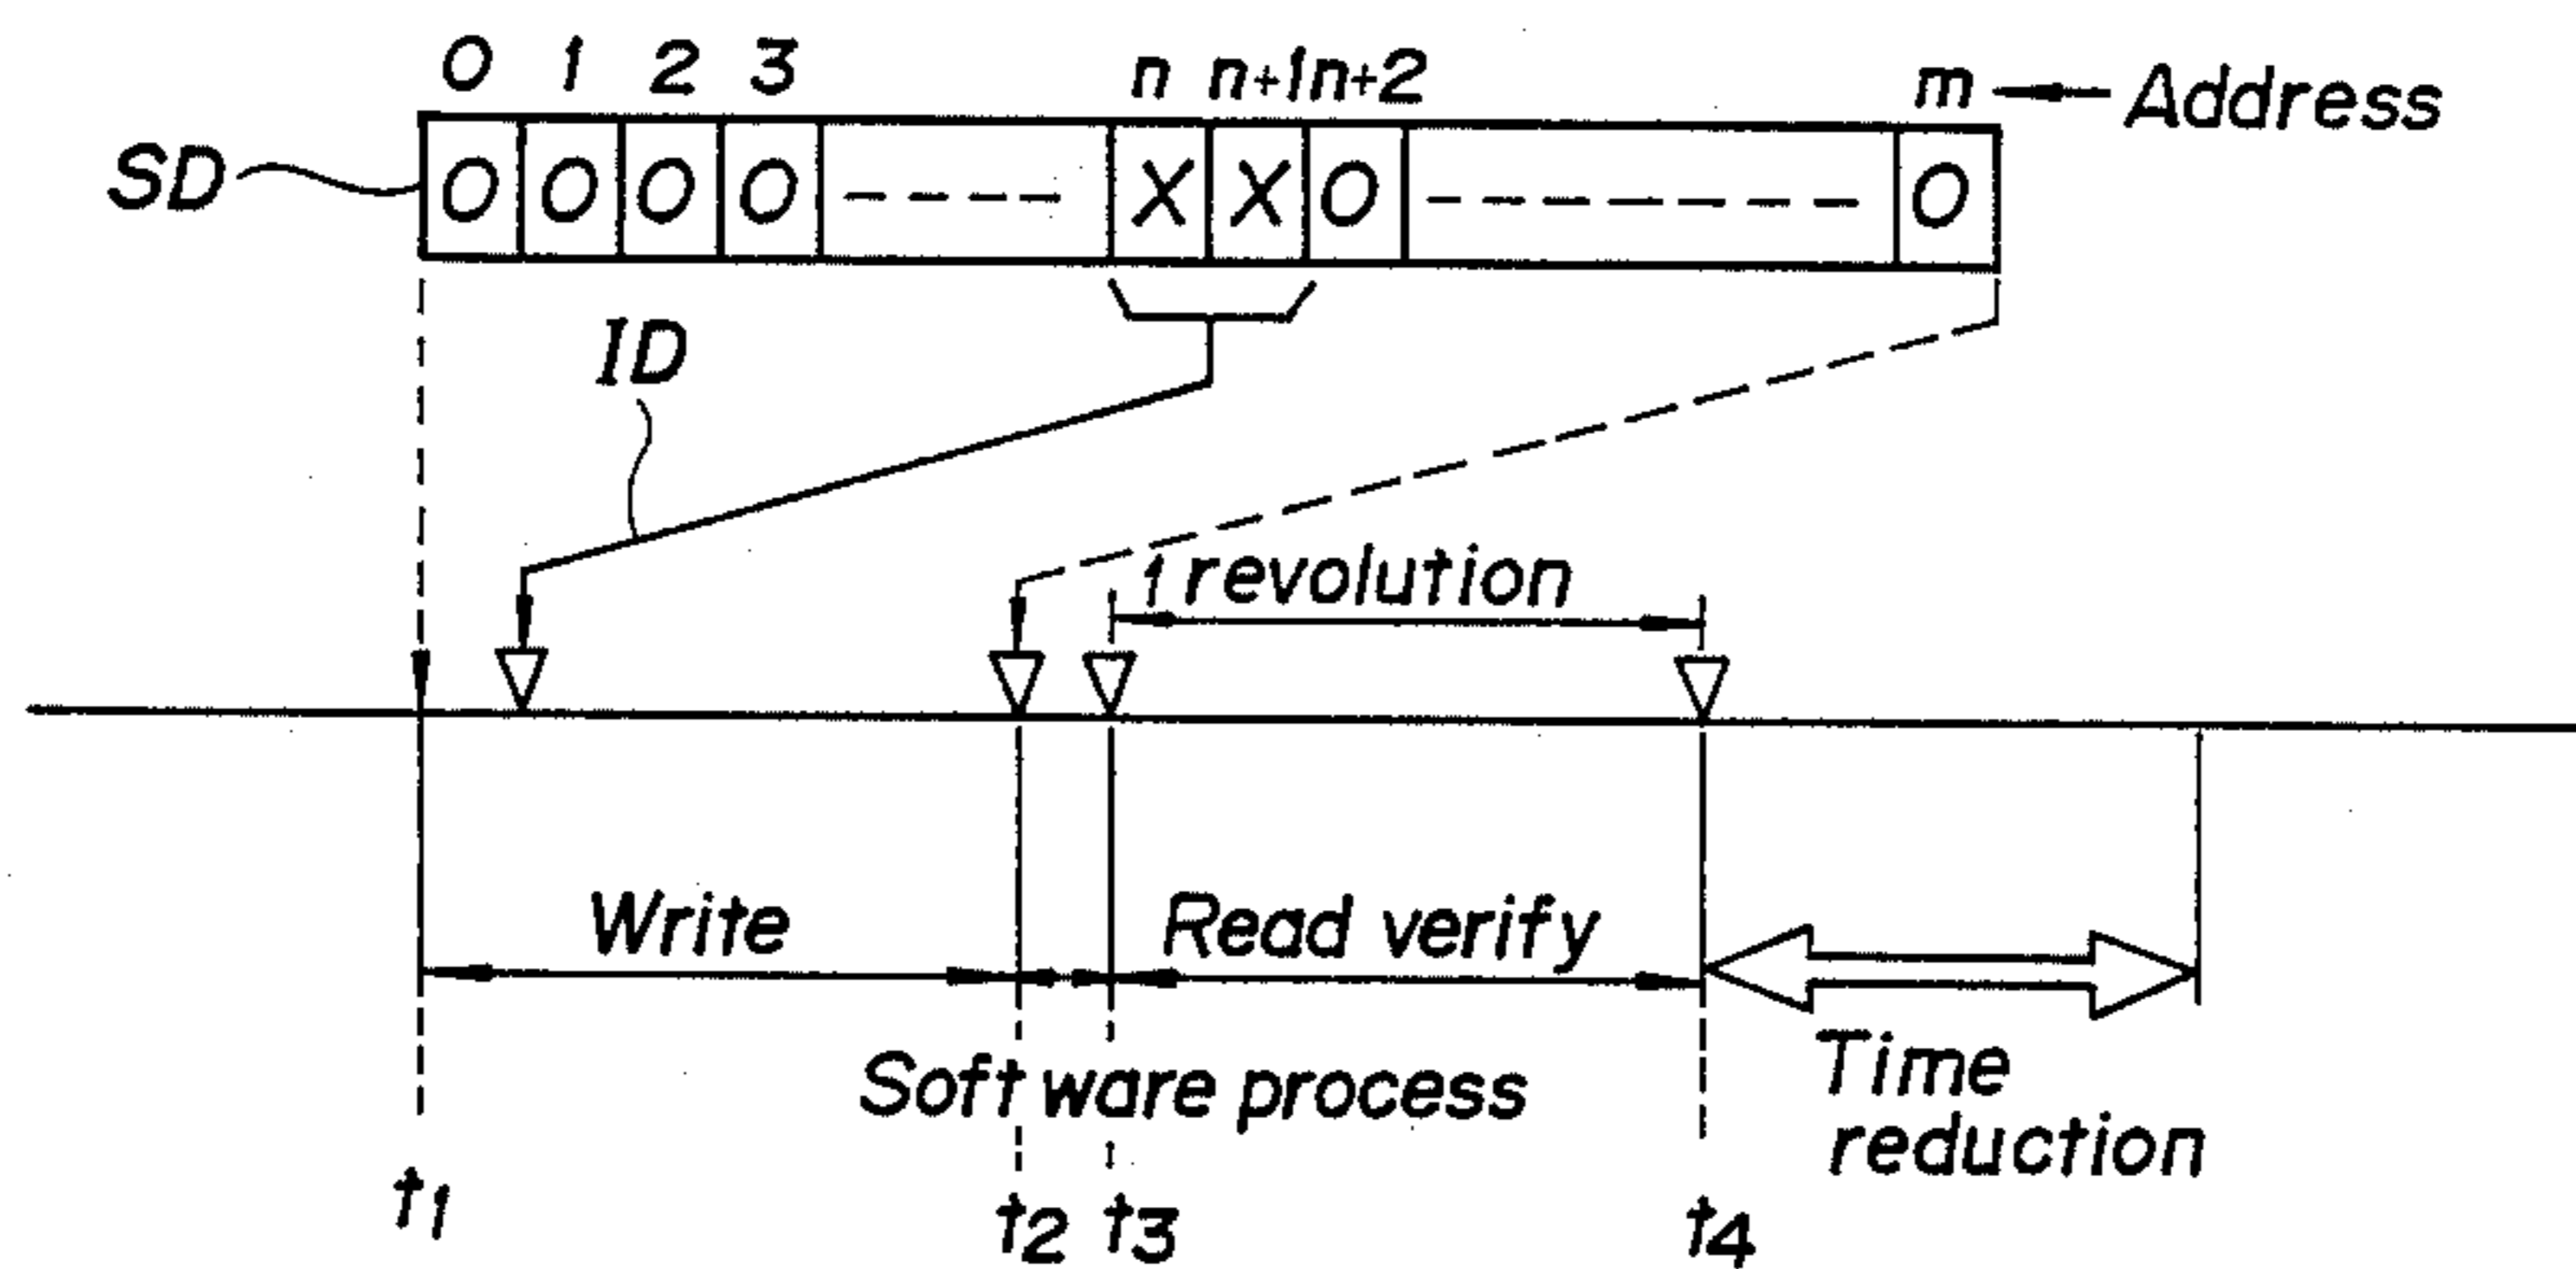 0 1 2 3 n n+1 n+2 m ← Address
SD 0 0 0 0 ---- X X 0 ------- 0
ID
1 revolution
Write
Read verify
Software process
Time
reduction
t1 t2 t3 t4